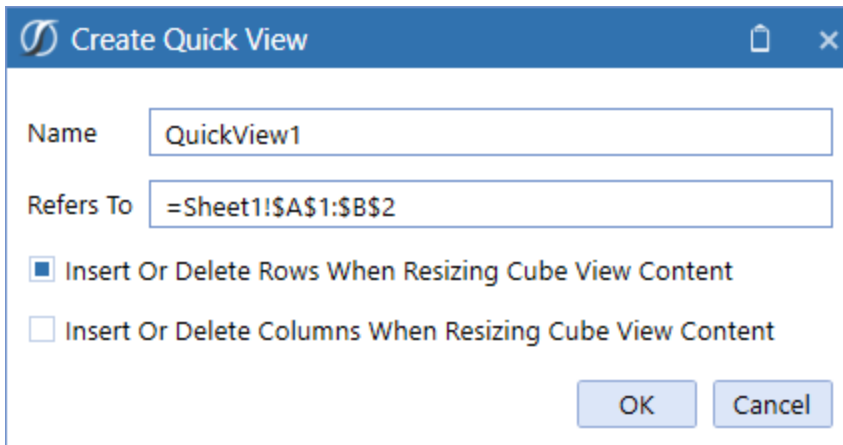 Create Quick View
Name QuickView1
Refers To =Sheet1!$A$1:$B$2
Insert Or Delete Rows When Resizing Cube View Content
Insert Or Delete Columns When Resizing Cube View Content
OK Cancel